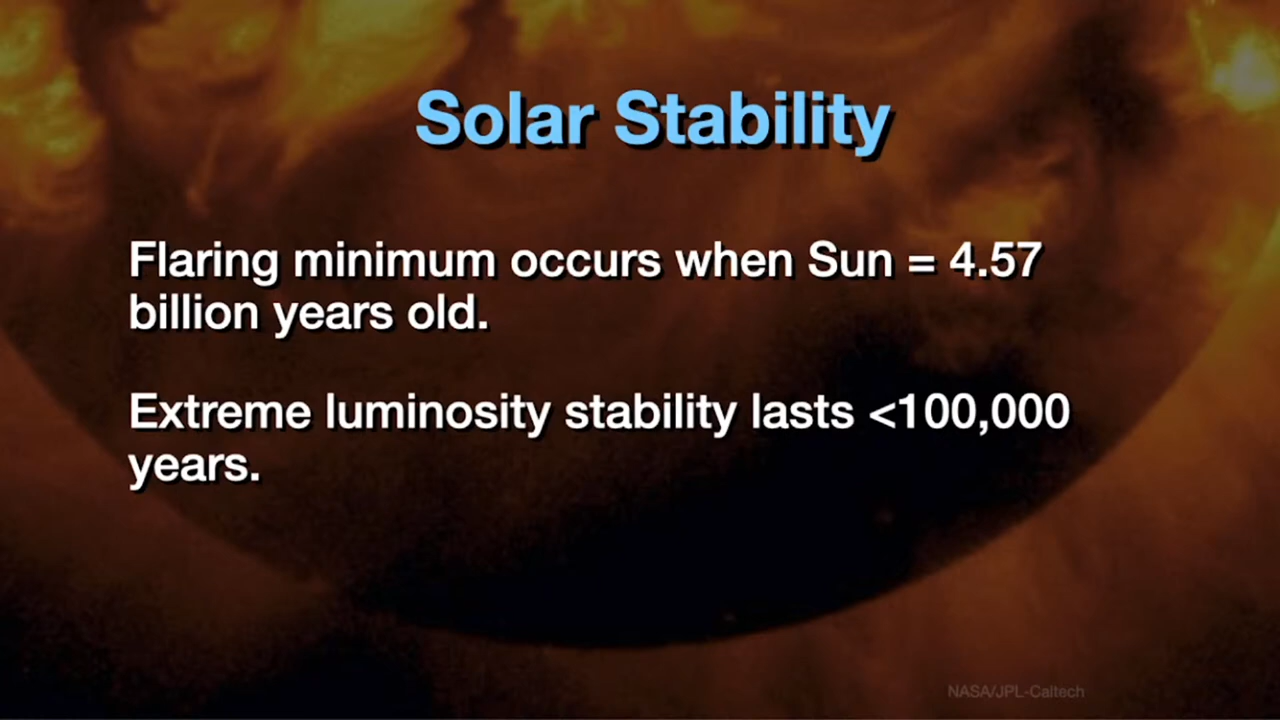 Solar Stability
Flaring minimum occurs when Sun = 4.57
billion years old.
Extreme luminosity stability lasts <100,000
years.
NASA/JPL-Caltech